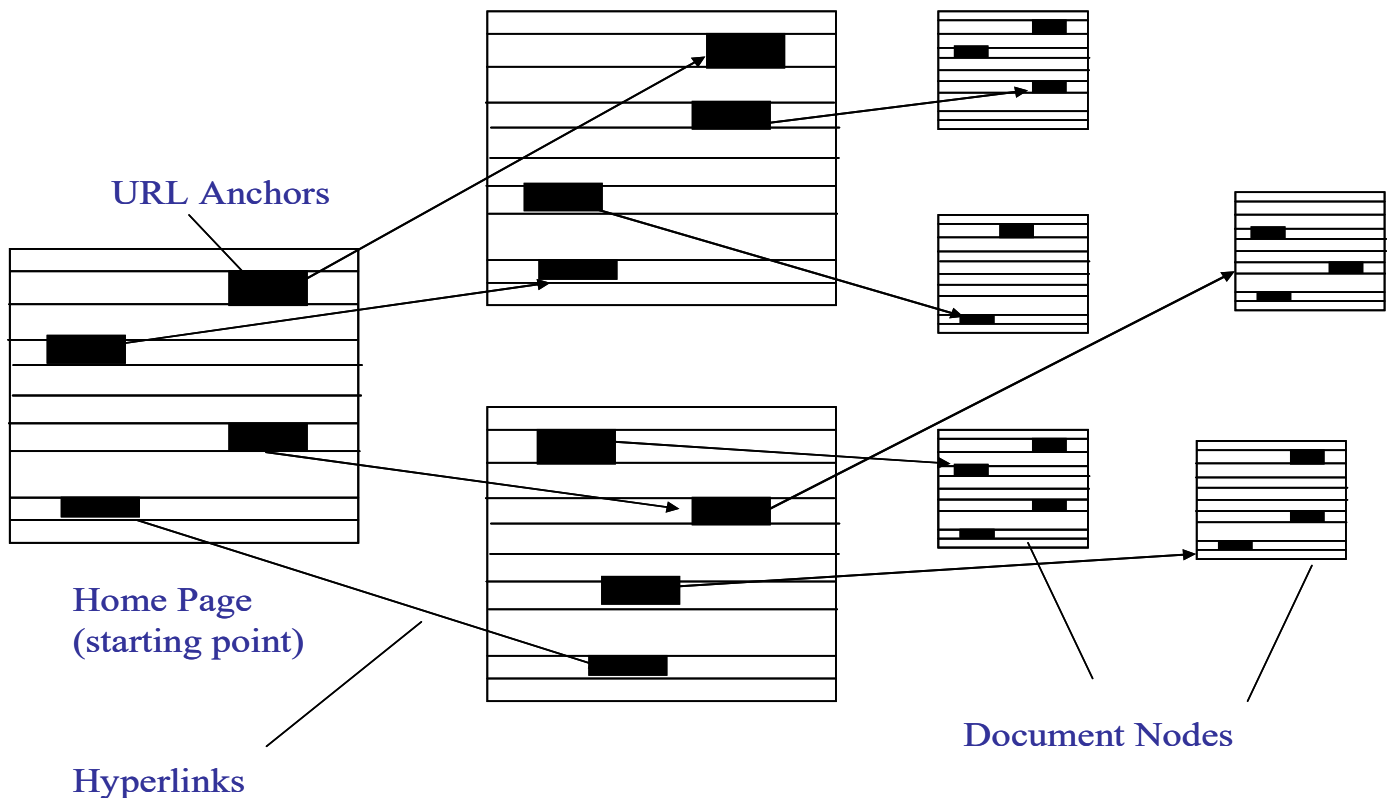 URL Anchors
Home Page
(starting point)
Document Nodes
Hyperlinks